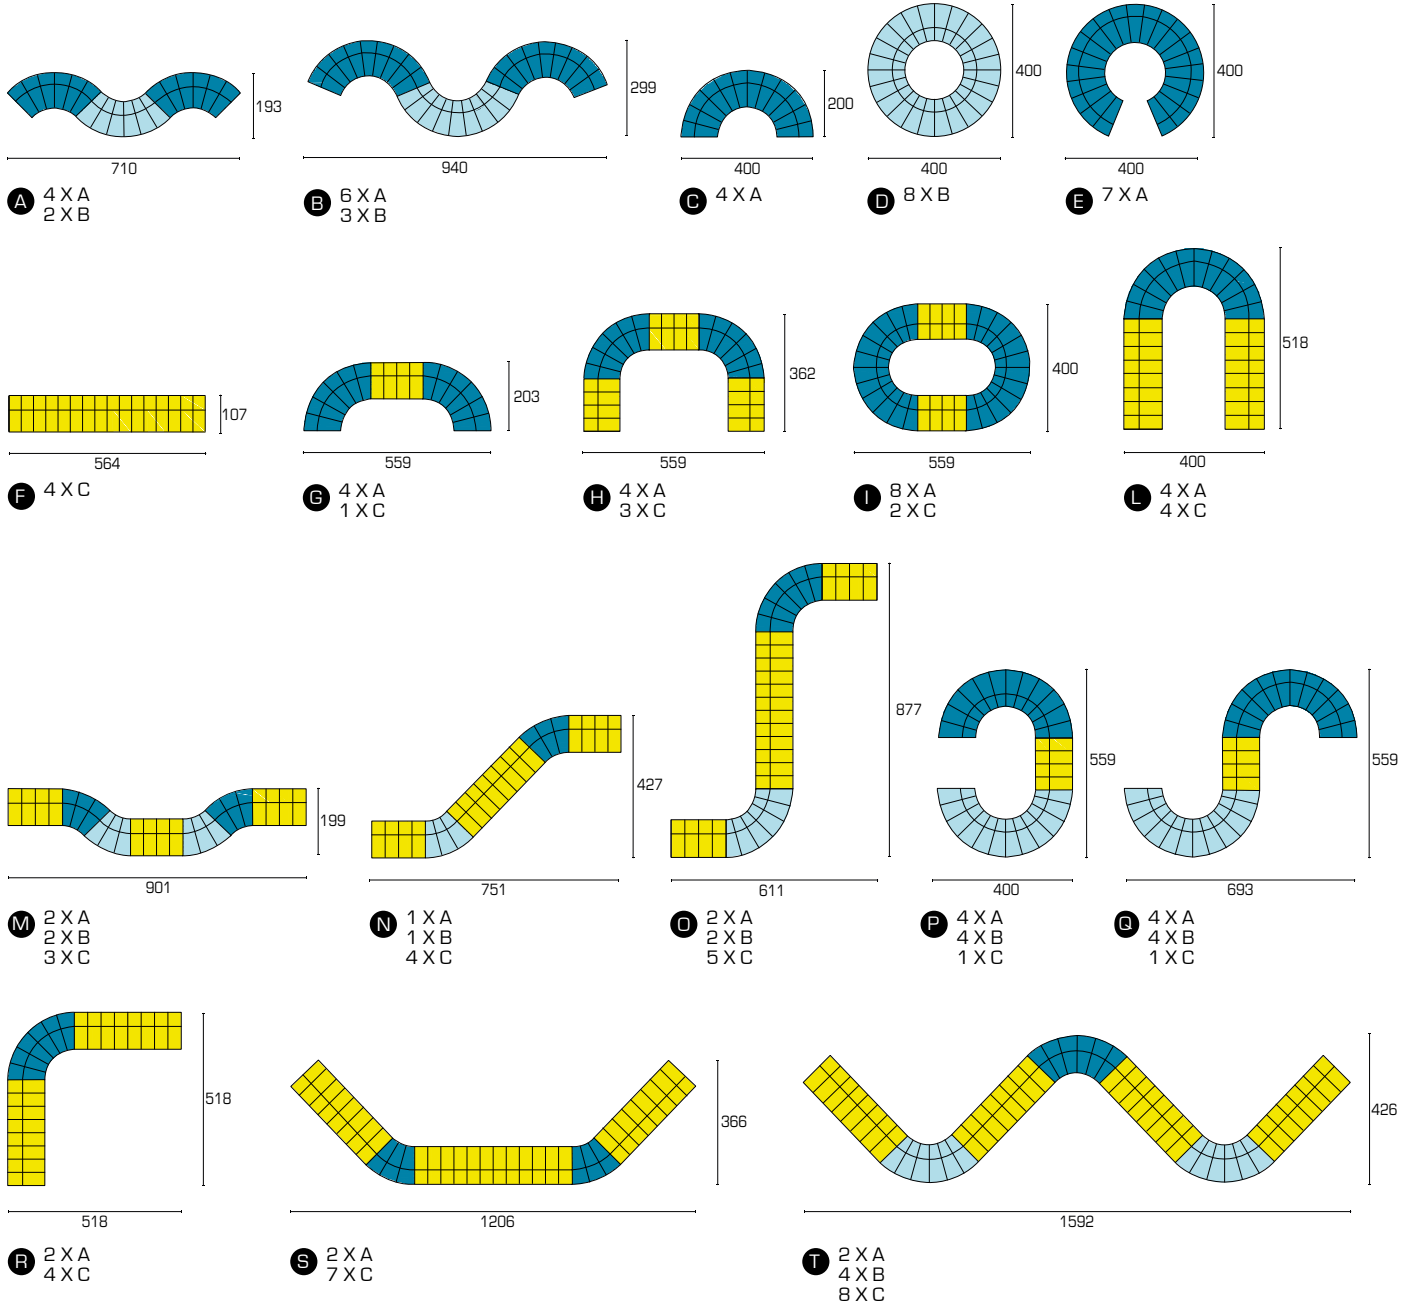 193
710
A 4 X A
2 X B
299
940
B 6 X A
3 X B
200
400
C 4 X A
400
400
D 8 X B
400
400
E 7 X A
107
564
F 4 X C
203
559
G 4 X A
1 X C
362
559
H 4 X A
3 X C
400
559
I 8 X A
2 X C
518
400
L 4 X A
4 X C
199
901
M 2 X A
2 X B
3 X C
427
751
N 1 X A
1 X B
4 X C
877
611
O 2 X A
2 X B
5 X C
559
400
P 4 X A
4 X B
1 X C
559
693
Q 4 X A
4 X B
1 X C
518
518
R 2 X A
4 X C
366
1206
S 2 X A
7 X C
426
1592
T 2 X A
4 X B
8 X C